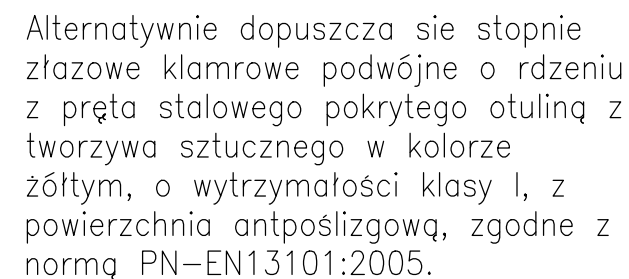 Alternatywnie dopuszcza sie stopnie
złazowe klamrowe podwójne o rdzeniu
z pręta stalowego pokrytego otuliną z
tworzywa sztucznego w kolorze
żółtym, o wytrzymałości klasy I, z
powierzchnia antpoślizgową, zgodne z
normą PN–EN13101:2005.